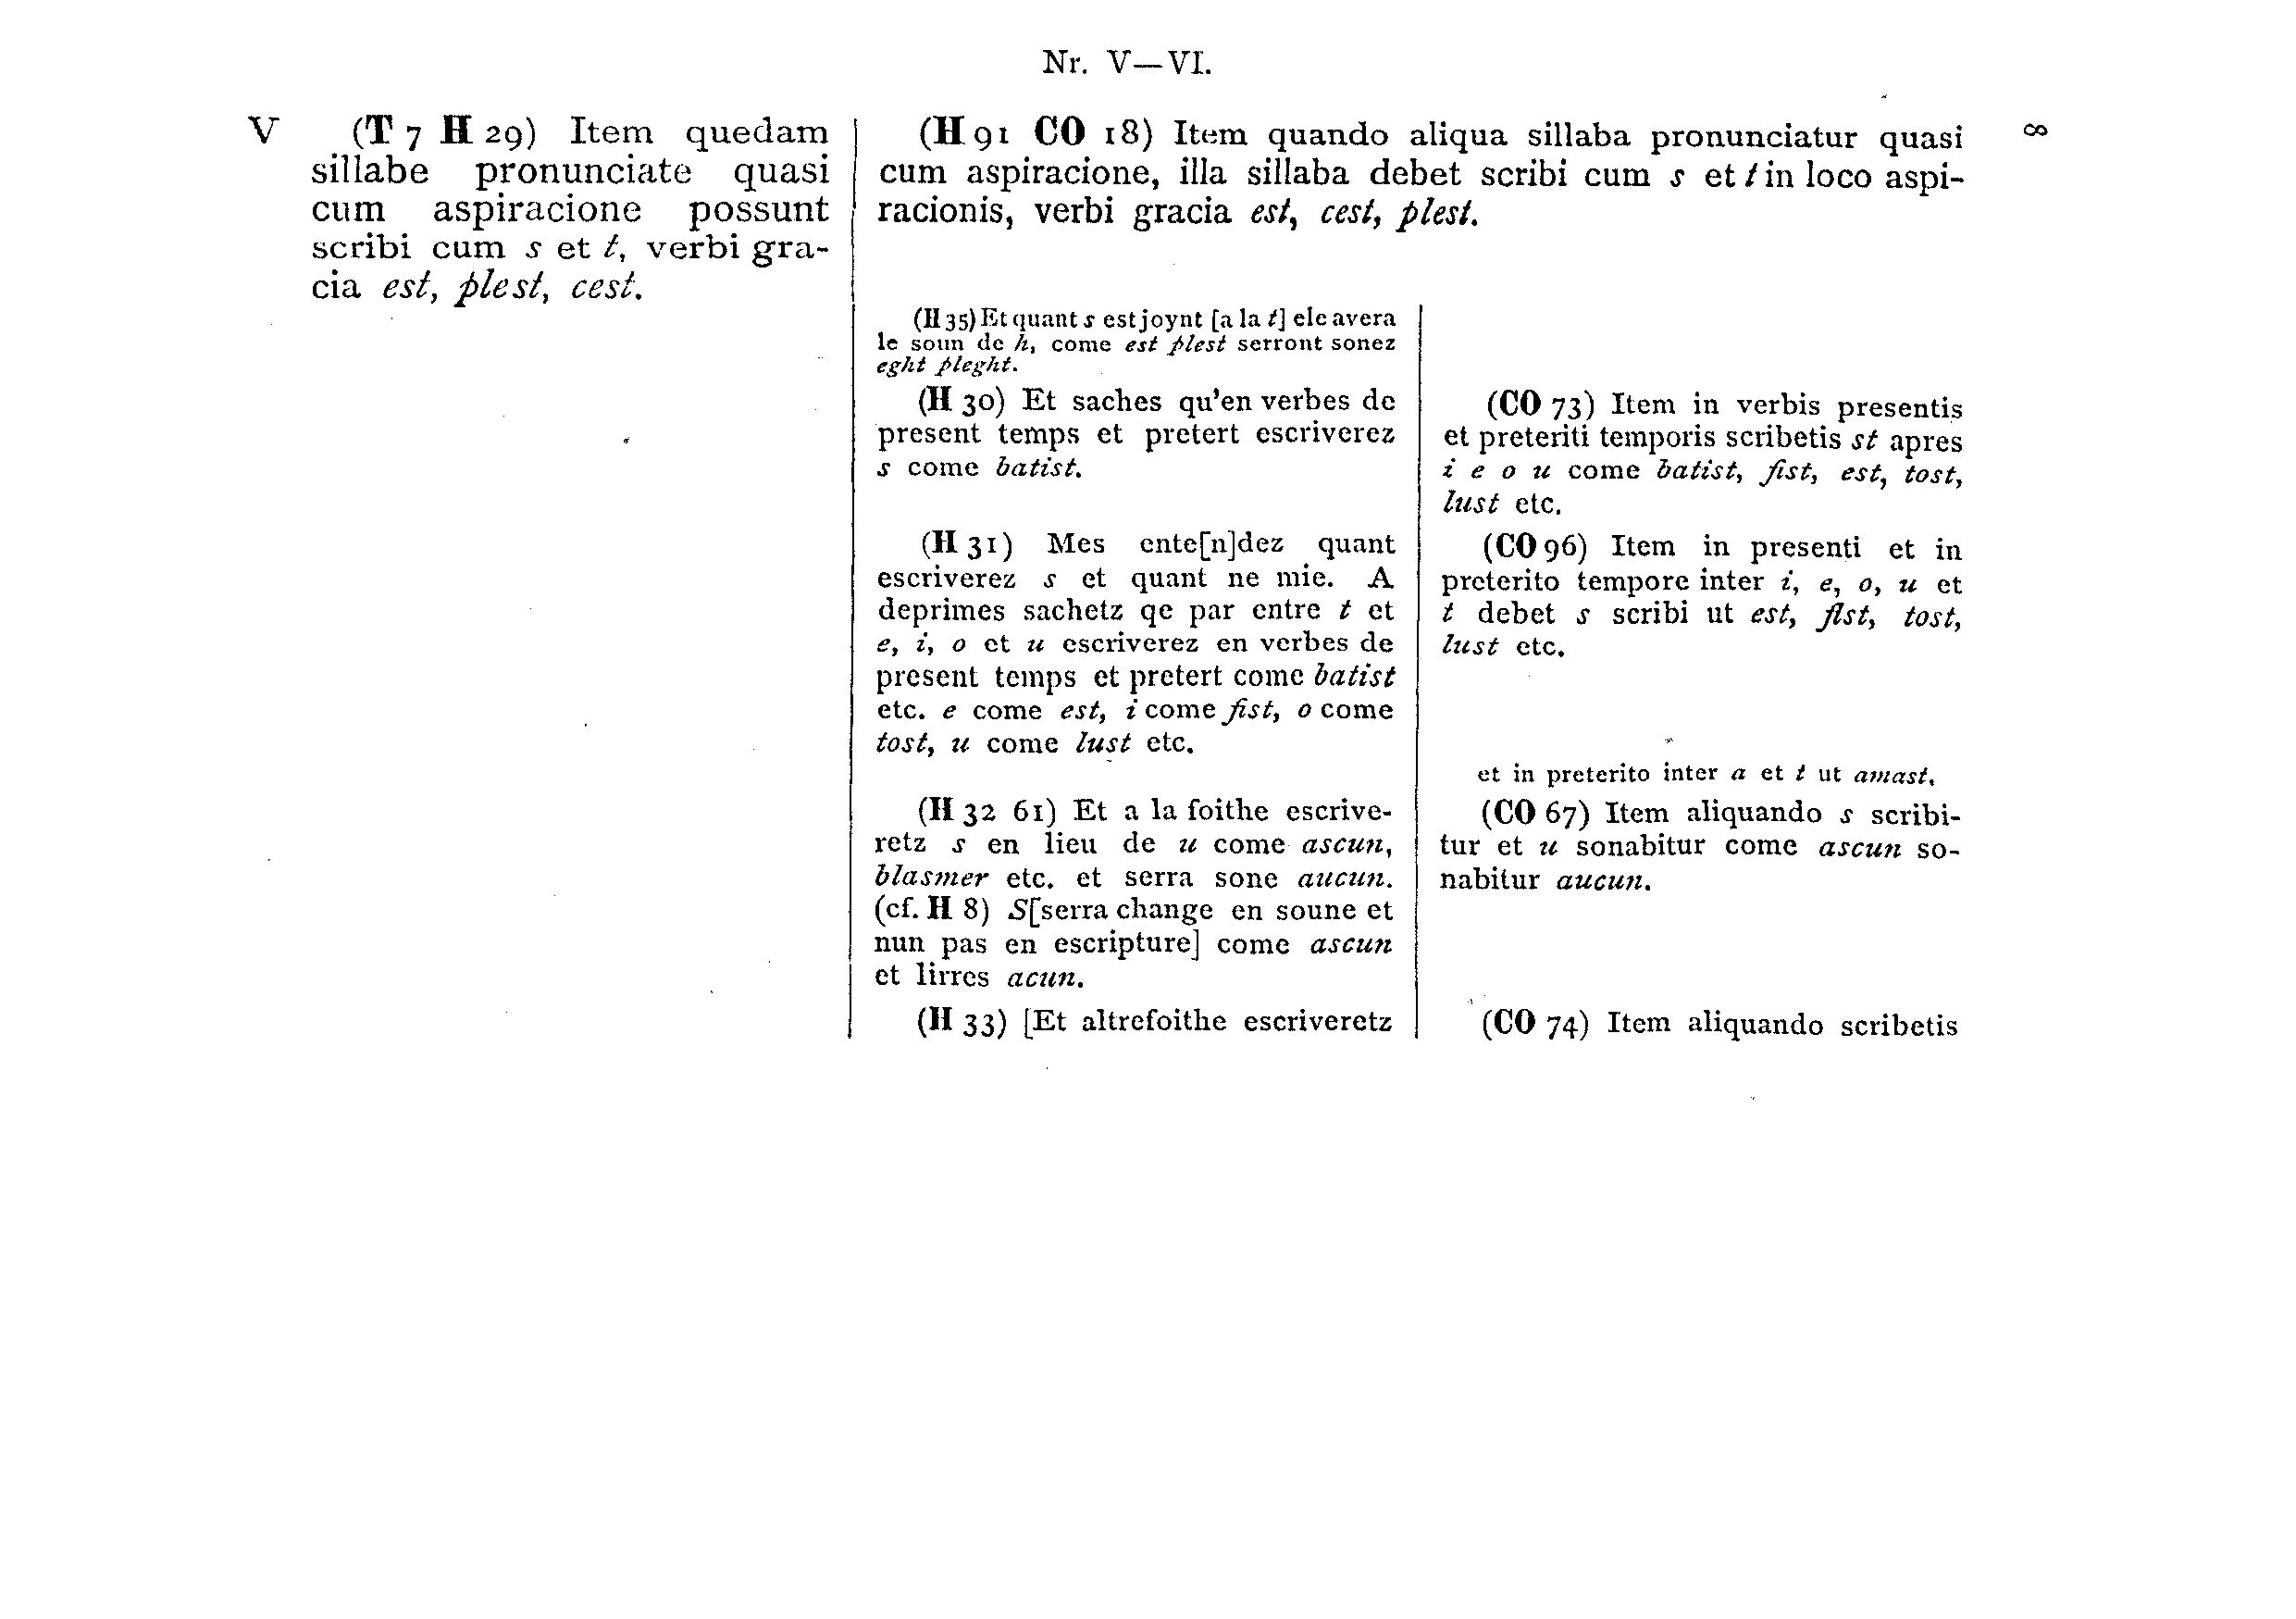 Nr. V—VI.
V
(T 7 H 29) Item quedam
sillabe pronunciate quasi
cum aspiracione possunt
scribi cum s et t, verbi gra-
cia est, plest, cest.
(H 91 CO 18) Item quando aliqua sillaba pronunciatur quasi
cum aspiracione, illa sillaba debet scribi cum s et t in loco aspi-
racionis, verbi gracia est, cest, plest.
8
(H 35) Et quant s est joynt [a la t] ele avera
le soun de h, come est plest serront sonez
eght pleght.
(H 30) Et saches qu'en verbes de
present temps et pretert escriverez
s come batist.
(H 31) Mes ente[n]dez quant
escriverez s et quant ne mie. A
deprimes sachetz qe par entre t et
e, i, o et u escriverez en verbes de
present temps et pretert come batist
etc. e come est, i come fist, o come
tost, u come lust etc.
(H 32 61) Et a la foithe escrive-
retz s en lieu de u come ascun,
blasmer etc. et serra sone aucun.
(cf. H 8) S[serra change en soune et
nun pas en escripture] come ascun
et lirres acun.
(H 33) [Et altrefoithe escriveretz
(CO 73) Item in verbis presentis
et preteriti temporis scribetis st apres
i e o u come batist, fist, est, tost,
lust etc.
(CO 96) Item in presenti et in
preterito tempore inter i, e, o, u et
t debet s scribi ut est, fist, tost,
lust etc.
et in preterito inter a et t ut amast.
(CO 67) Item aliquando s scribi-
tur et u sonabitur come ascun so-
nabitur aucun.
(CO 74) Item aliquando scribetis